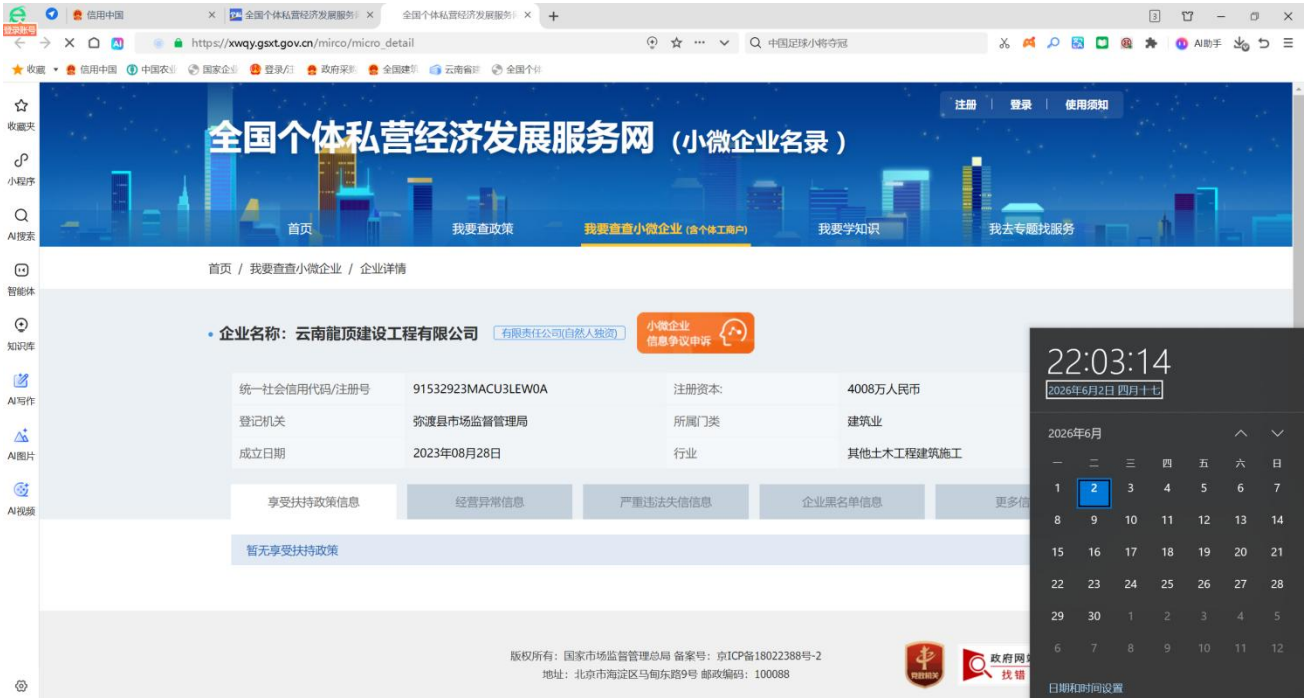 信用中国 全国个体私营经济发展服务 全国个体私营经济发展服务 3
登录账号
https://xwqy.gsxt.gov.cn/mirco/micro_detail 中国足球小将夺冠 AI助手
收藏 信用中国 中国农业 国家企业 登录/注 政府采购 全国建筑 云南省建 全国个体
收藏夹
小程序
AI搜索
智能体
知识库
AI写作
AI图片
AI视频
注册 登录 使用须知
全国个体私营经济发展服务网（小微企业名录）
首页 我要查政策 我要查查小微企业 (含个体工商户) 我要学知识 我去专题找服务
首页 / 我要查查小微企业 / 企业详情
企业名称：云南龍顶建设工程有限公司 有限责任公司(自然人独资) 小微企业
信息争议申诉
统一社会信用代码/注册号 91532923MACU3LEW0A 注册资本: 4008万人民币
登记机关 弥渡县市场监督管理局 所属门类 建筑业
成立日期 2023年08月28日 行业 其他土木工程建筑施工
享受扶持政策信息 经营异常信息 严重违法失信信息 企业黑名单信息 更多信
暂无享受扶持政策
版权所有：国家市场监督管理总局 备案号：京ICP备18022388号-2
地址：北京市海淀区马甸东路9号 邮政编码：100088
党政机关
政府网站
找错
22:03:14
2026年6月2日 四月十七
2026年6月
一 二 三 四 五 六 日
1 2 3 4 5 6 7
8 9 10 11 12 13 14
15 16 17 18 19 20 21
22 23 24 25 26 27 28
29 30 1 2 3 4 5
6 7 8 9 10 11 12
日期和时间设置